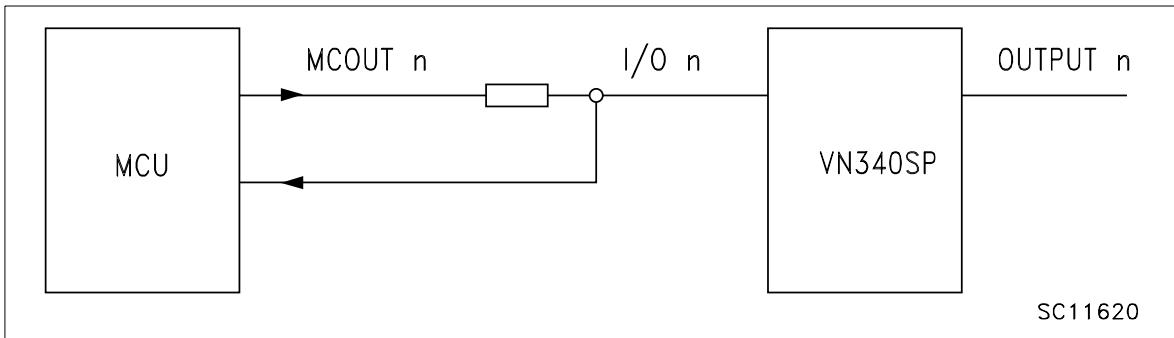 MCOUT n
I/O n
OUTPUT n
MCU
VN340SP
SC11620